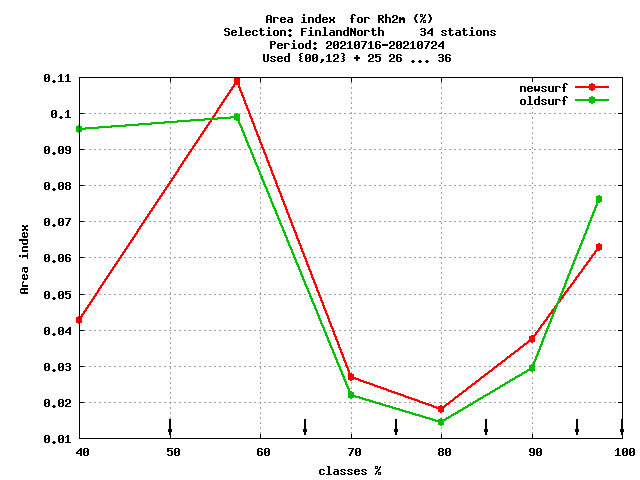 Area index  for Rh2m (%)
Selection: FinlandNorth     34 stations
Period: 20210716-20210724
Used {00,12} + 25 26 ... 36
newsurf
oldsurf
0.11
0.1
0.09
0.08
0.07
0.06
0.05
0.04
0.03
0.02
0.01
Area index
40 50 60 70 80 90 100
classes %